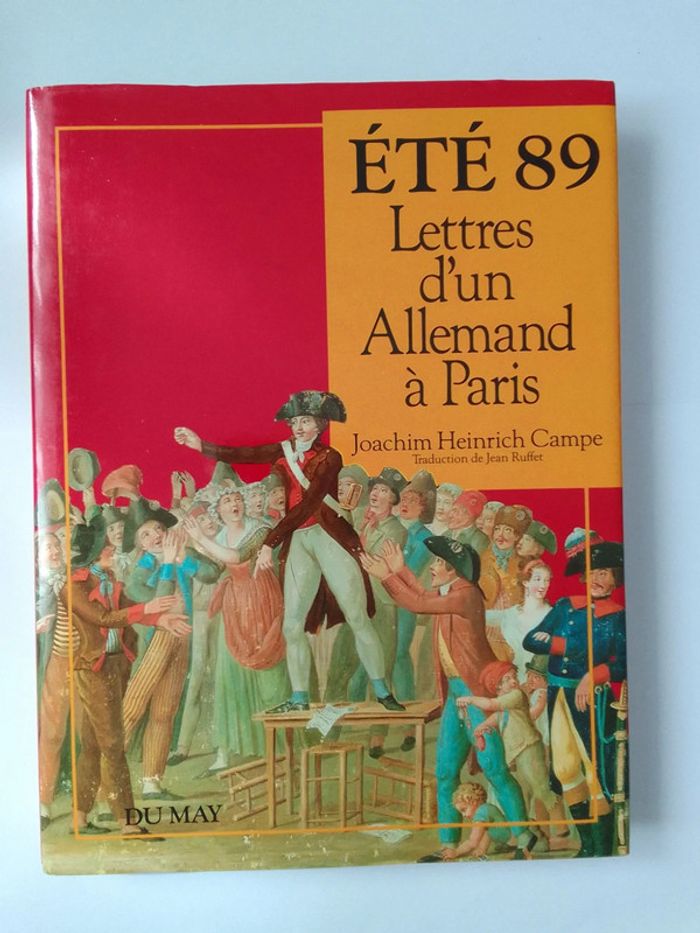 ÉTÉ 89
Lettres
d'un
Allemand
à Paris
Joachim Heinrich Campe
Traduction de Jean Ruffet
DU MAY